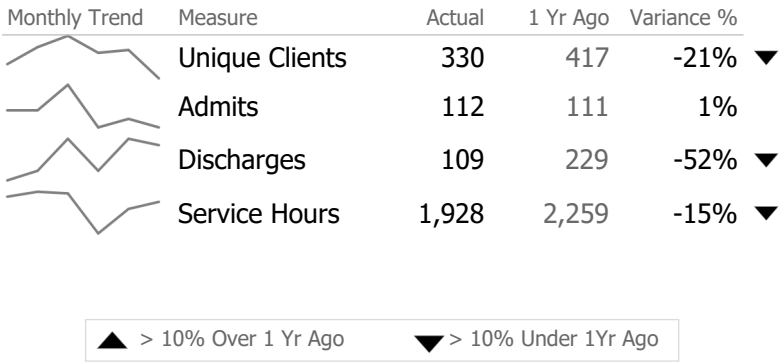 Monthly Trend Measure Actual 1 Yr Ago Variance %
Unique Clients 330 417 -21% ▼
Admits 112 111 1%
Discharges 109 229 -52% ▼
Service Hours 1,928 2,259 -15% ▼
▲ > 10% Over 1 Yr Ago ▼ > 10% Under 1Yr Ago